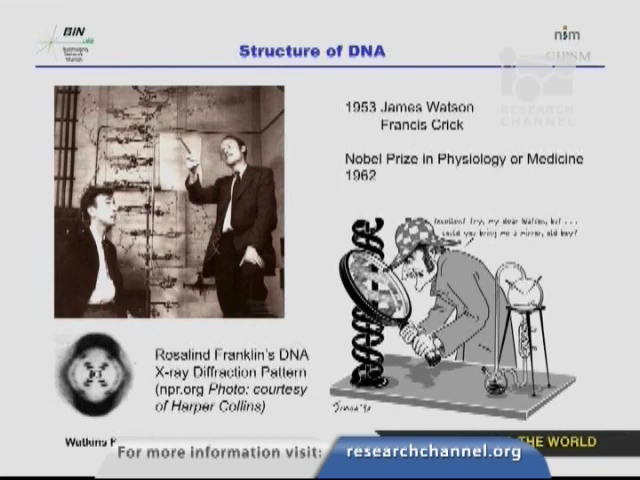 BIN
nsm
Structure of DNA
CHPSM
RESEARCH
CHANNEL
1953 James Watson
Francis Crick
Nobel Prize in Physiology or Medicine
1962
Excellent try, my dear Watson, but . . .
could you bring me a mirror, old boy?
Rosalind Franklin's DNA
X-ray Diffraction Pattern
(npr.org Photo: courtesy
of Harper Collins)
Watkins
THE WORLD
For more information visit:
researchchannel.org